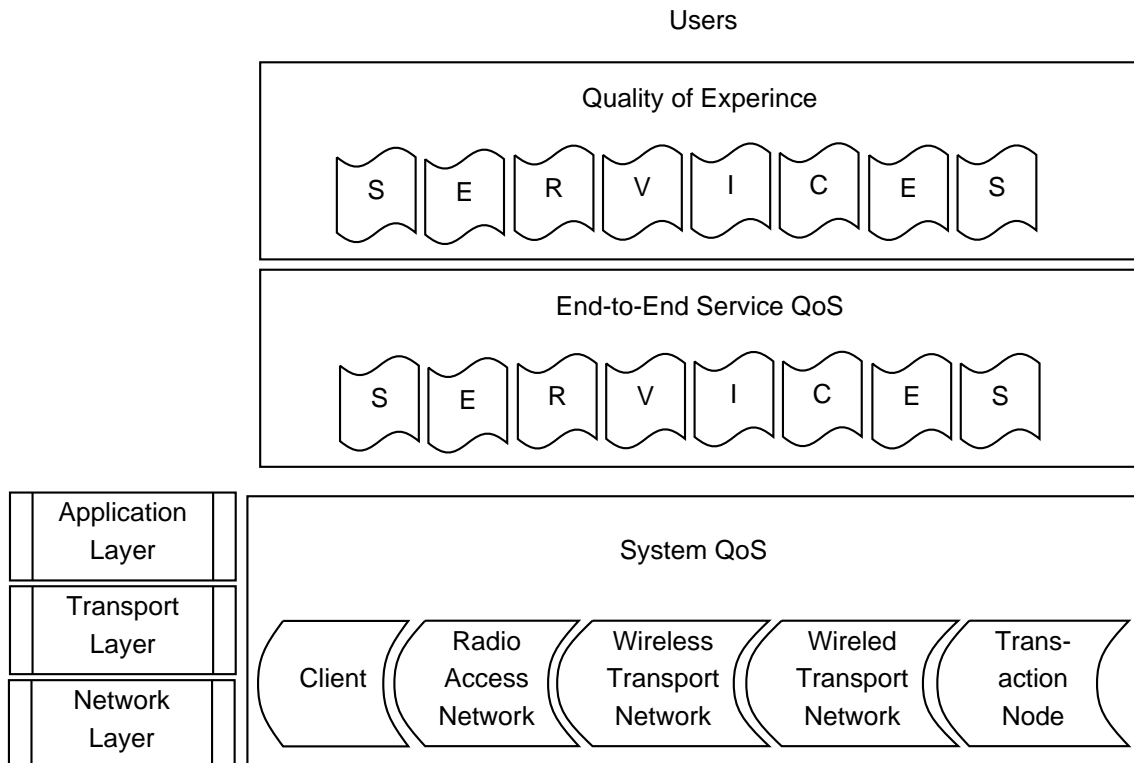 Users
Quality of Experince
S E R V I C E S
End-to-End Service QoS
S E R V I C E S
Application
Layer
Transport
Layer
Network
Layer
System QoS
Client
Radio
Access
Network
Wireless
Transport
Network
Wireled
Transport
Network
Trans-
action
Node